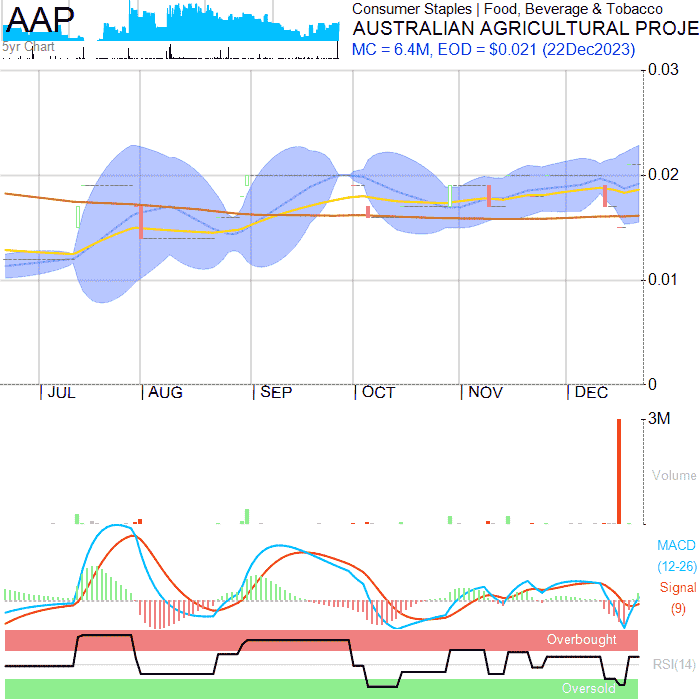 AAP
5yr Chart
Consumer Staples | Food, Beverage & Tobacco
AUSTRALIAN AGRICULTURAL PROJE
MC = 6.4M, EOD = $0.021 (22Dec2023)
0.03
0.02
0.01
0
| JUL | AUG | SEP | OCT | NOV | DEC
3M
Volume
MACD
(12-26)
Signal
(9)
Overbought
RSI(14)
Oversold